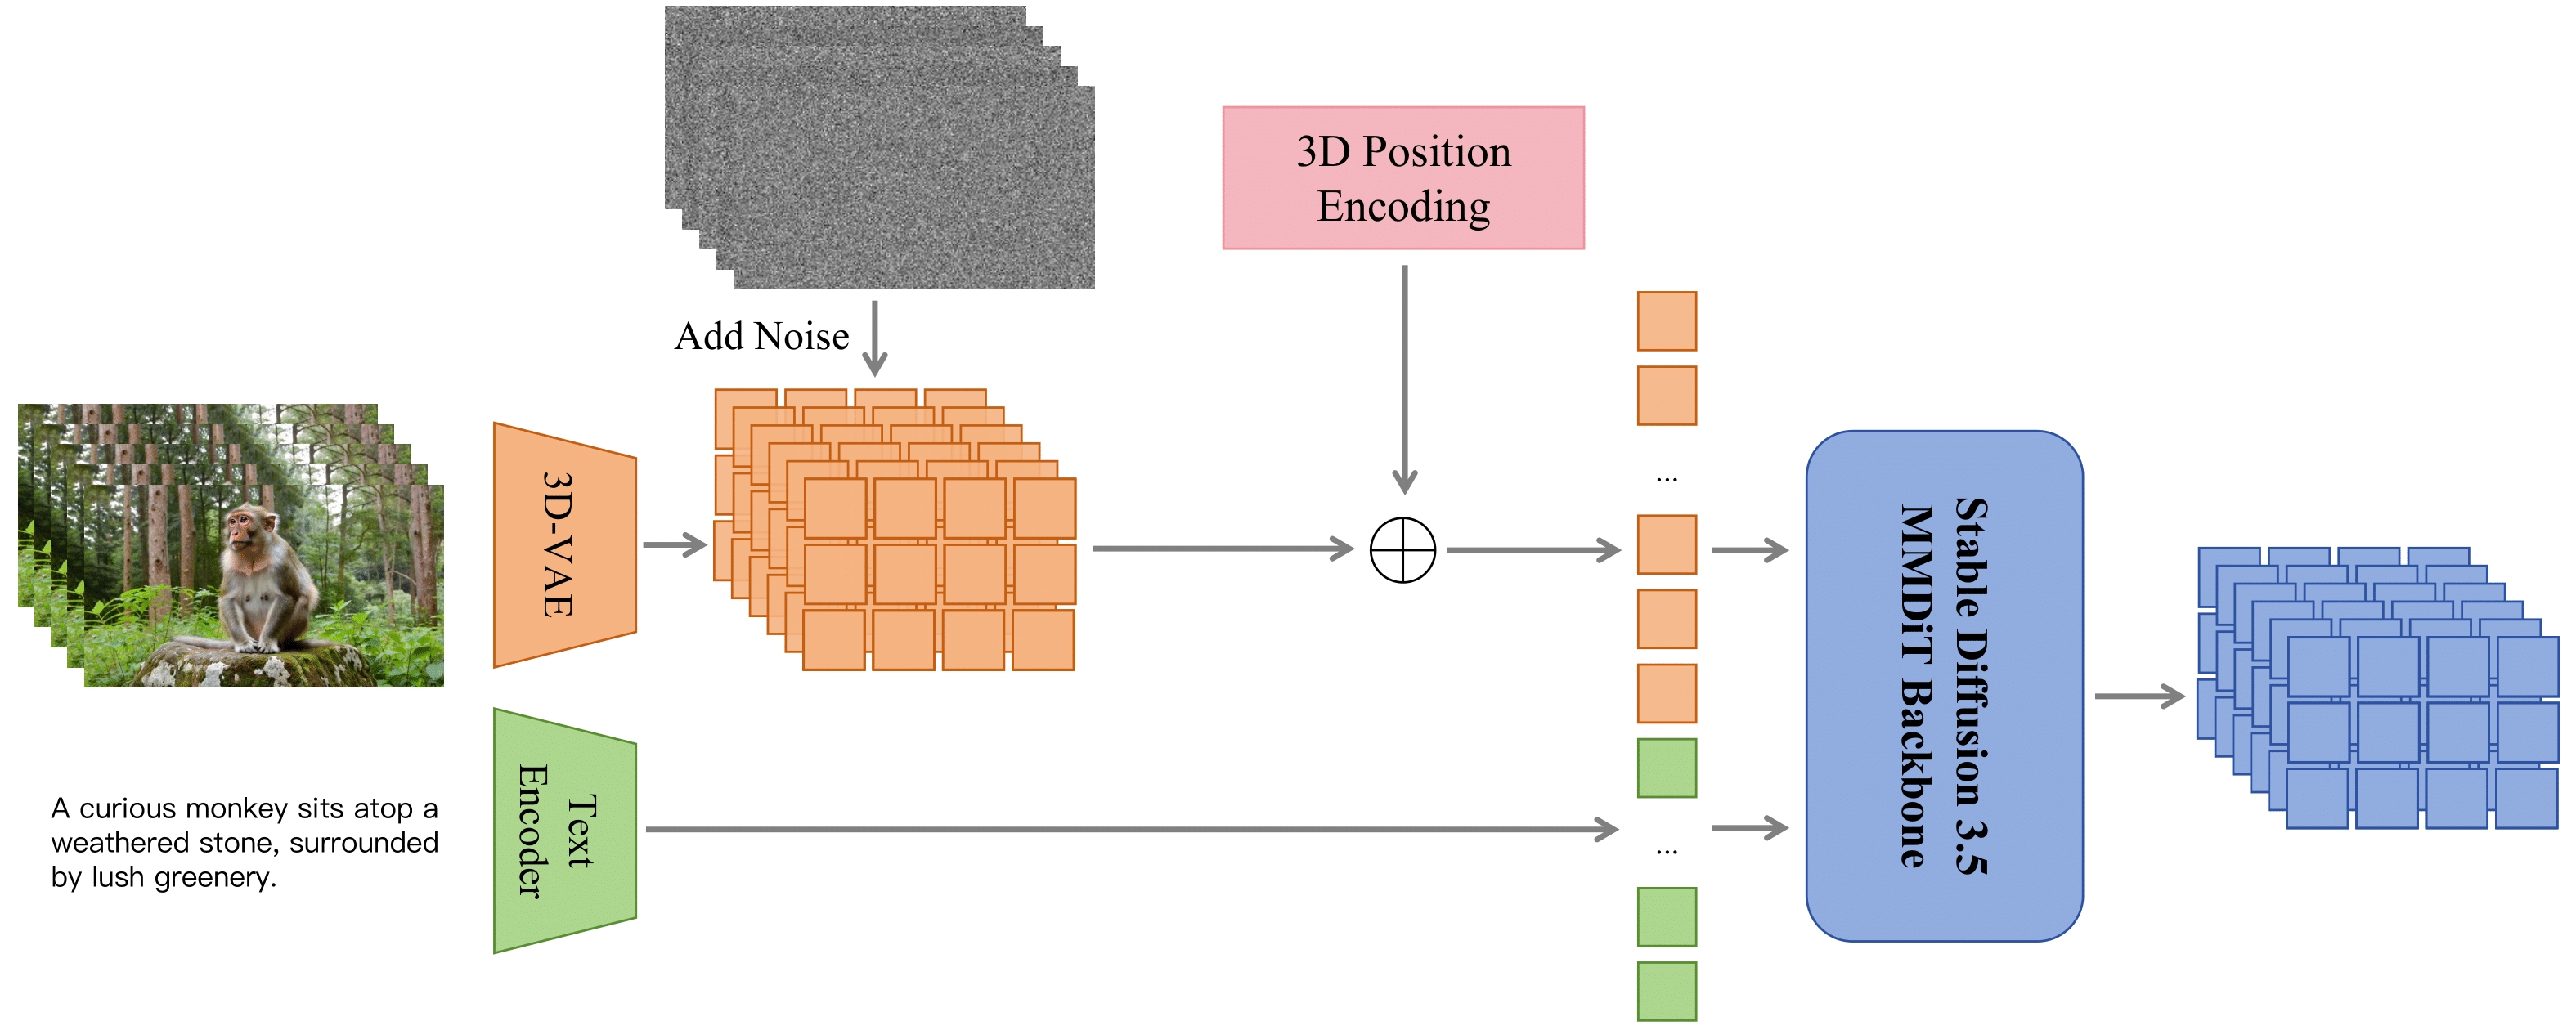 Add Noise
3D Position
Encoding
3D-VAE
A curious monkey sits atop a
weathered stone, surrounded
by lush greenery.
Text
Encoder
...
...
Stable Diffusion 3.5
MMDiT Backbone